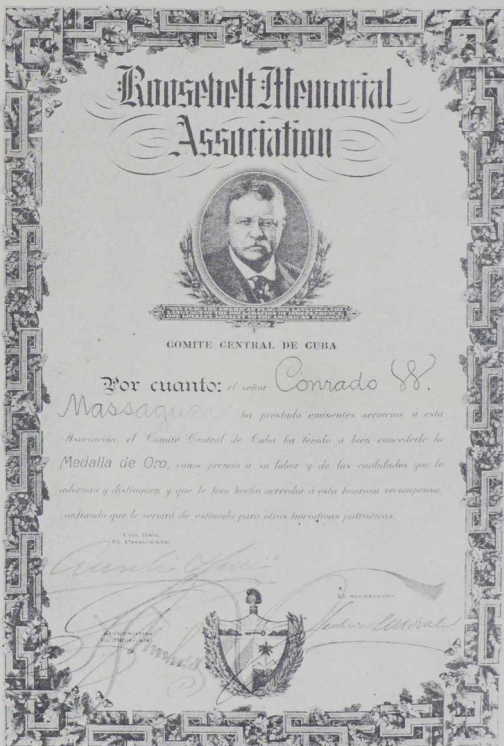 Roosevelt Memorial
Association
COMITE CENTRAL DE CUBA
Por cuanto: el señor Conrado W.
Massaguer ha prestado eminentes servicios á esta
Asociación, el Comité Central de Cuba ha tenido a bien concederle la
Medalla de Oro, como premio a su labor y de las cualidades que le
adornan y distinguen y que le han hecho acreedor á esta honrosa recompensa,
confiando que le servirá de estímulo para otras iniciativas patrióticas.
Vto. Bno.
EL PRESIDENTE,
EL SECRETARIO,